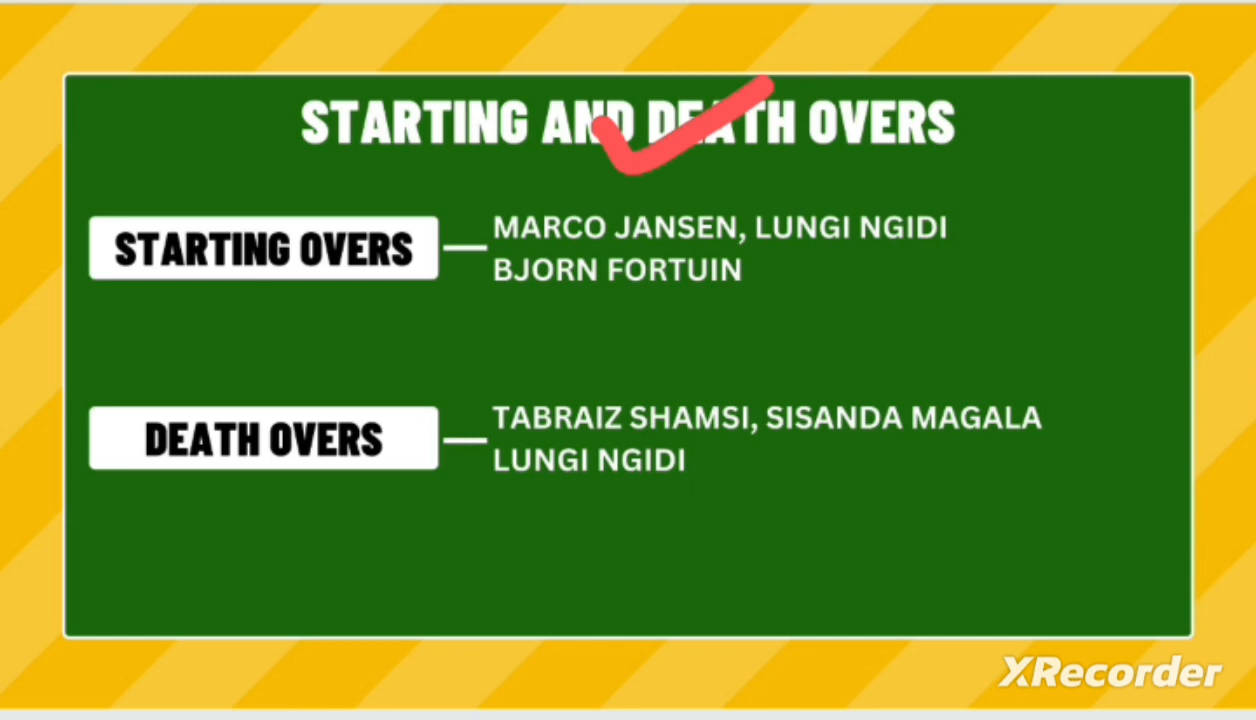 STARTING AND DEATH OVERS
STARTING OVERS
MARCO JANSEN, LUNGI NGIDI
BJORN FORTUIN
DEATH OVERS
TABRAIZ SHAMSI, SISANDA MAGALA
LUNGI NGIDI
XRecorder